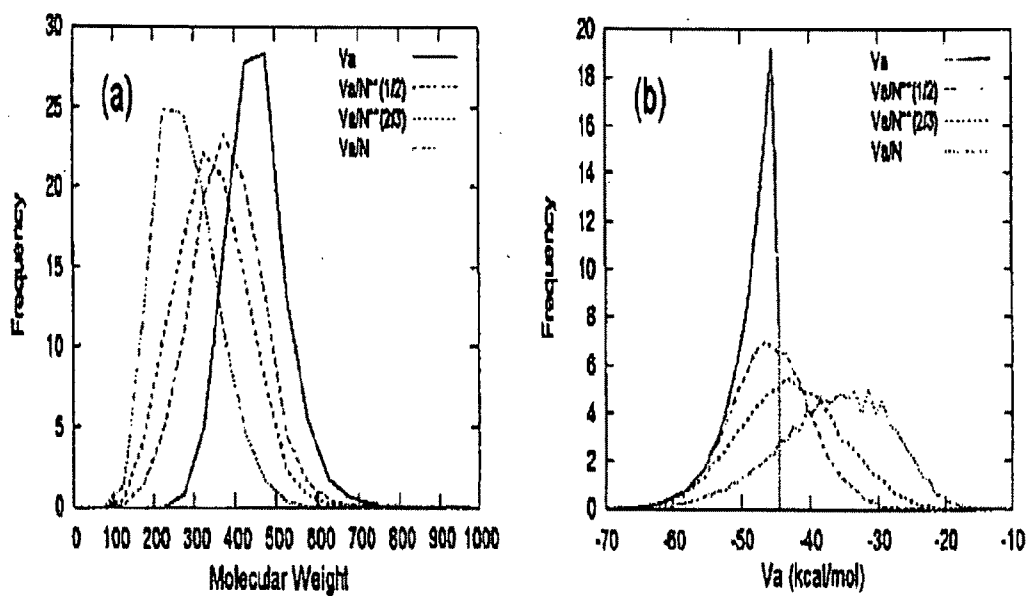 (a)
30
25
20
15
10
5
0
Frequency
Va
Va/N**(1/2)
Va/N**(2/3)
Va/N
0 100 200 300 400 500 600 700 800 900 1000
Molecular Weight
(b)
20
18
16
14
12
10
8
6
4
2
0
Frequency
Va
Va/N**(1/2)
Va/N**(2/3)
Va/N
-70 -60 -50 -40 -30 -20 -10
Va (kcal/mol)